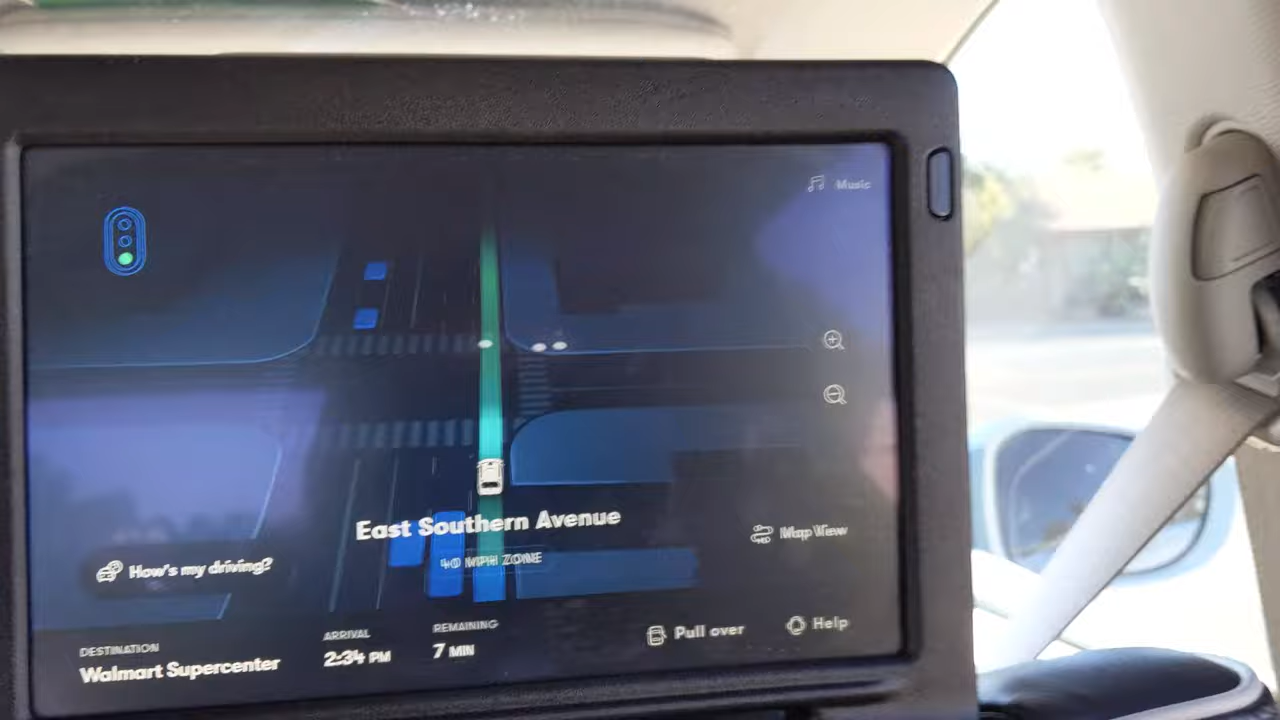 Music
East Southern Avenue
40 MPH ZONE
Map View
How's my driving?
DESTINATION
Walmart Supercenter
ARRIVAL
2:34 PM
REMAINING
7 MIN
Pull over
Help